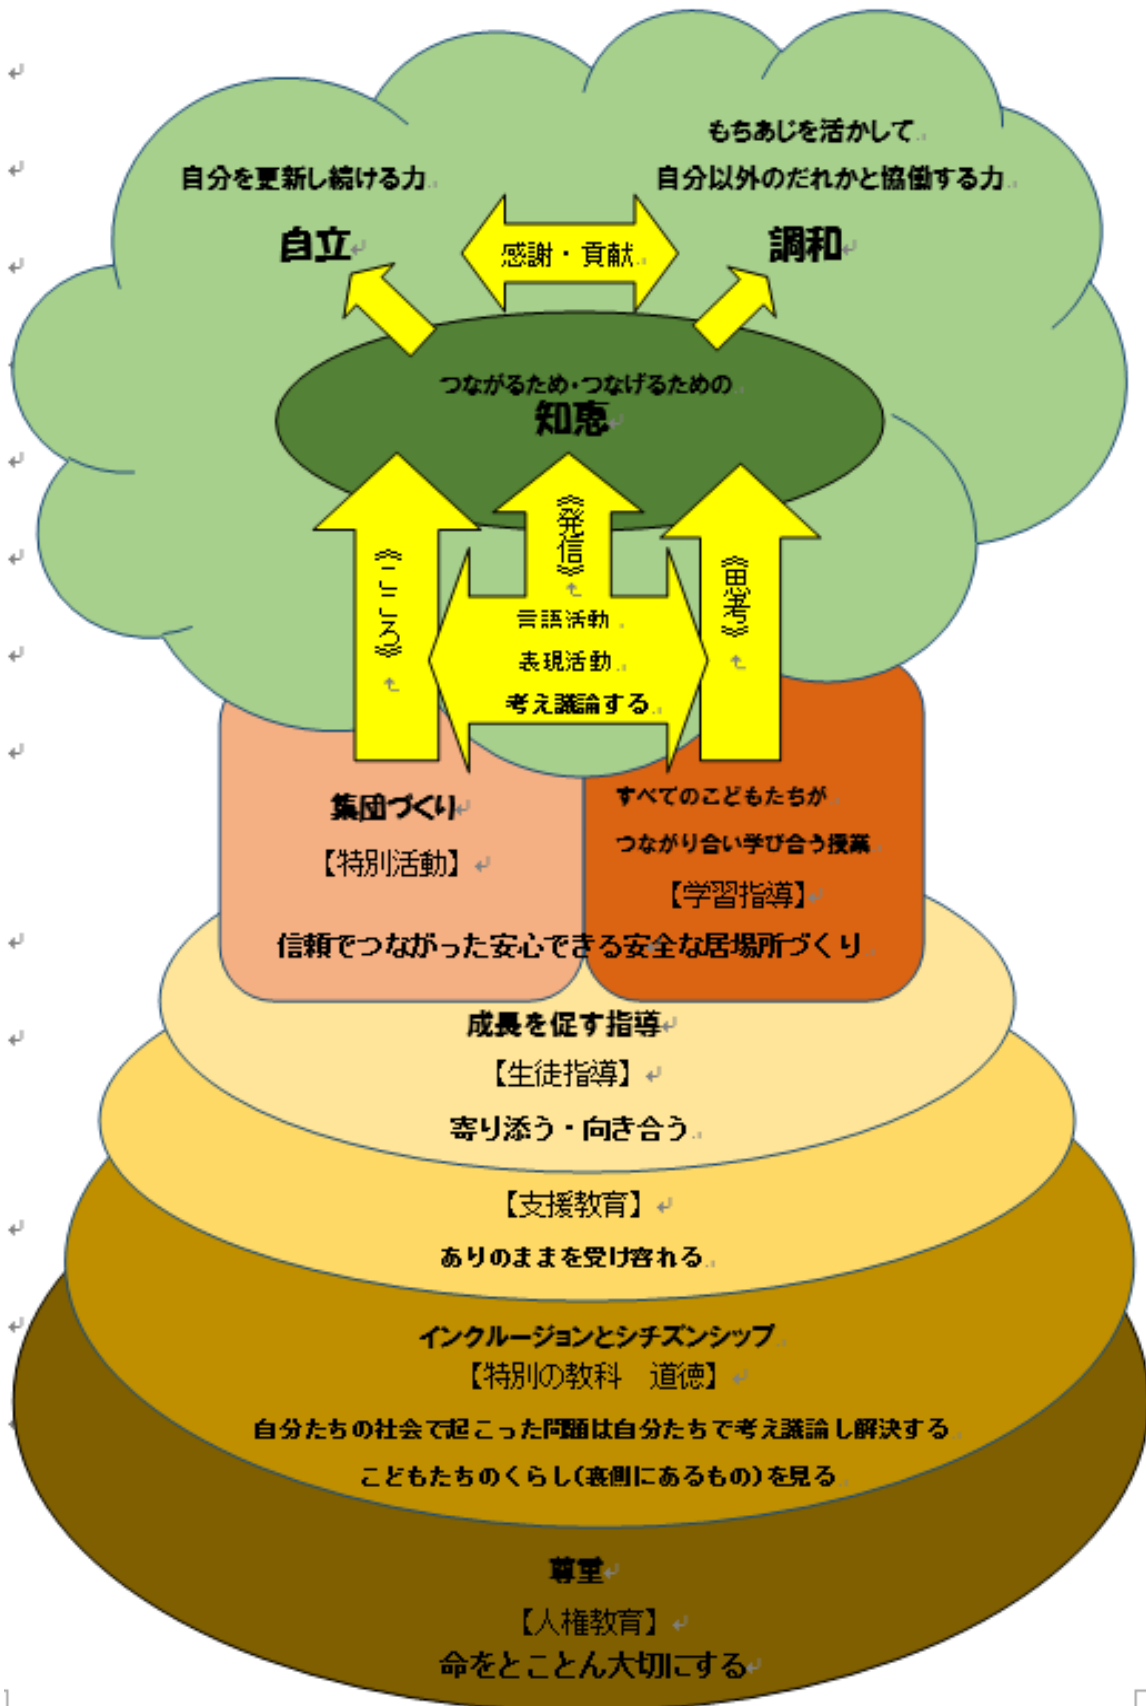 もちあじを活かして
自分を更新し続ける力
自分以外のだれかと協働する力
自立
感謝・貢献
調和
つながるため・つなげるための
知恵
《こころ》
《発信》
《思考》
言語活動
表現活動
考え議論する
集団づくり
【特別活動】
すべてのこどもたちが
つながり合い学び合う授業
【学習指導】
信頼でつながった安心できる安全な居場所づくり
成長を促す指導
【生徒指導】
寄り添う・向き合う
【支援教育】
ありのままを受け容れる
インクルージョンとシチズンシップ
【特別の教科　道徳】
自分たちの社会で起こった問題は自分たちで考え議論し解決する
こどもたちのくらし(裏側にあるもの)を見る
尊重
【人権教育】
命をとことん大切にする